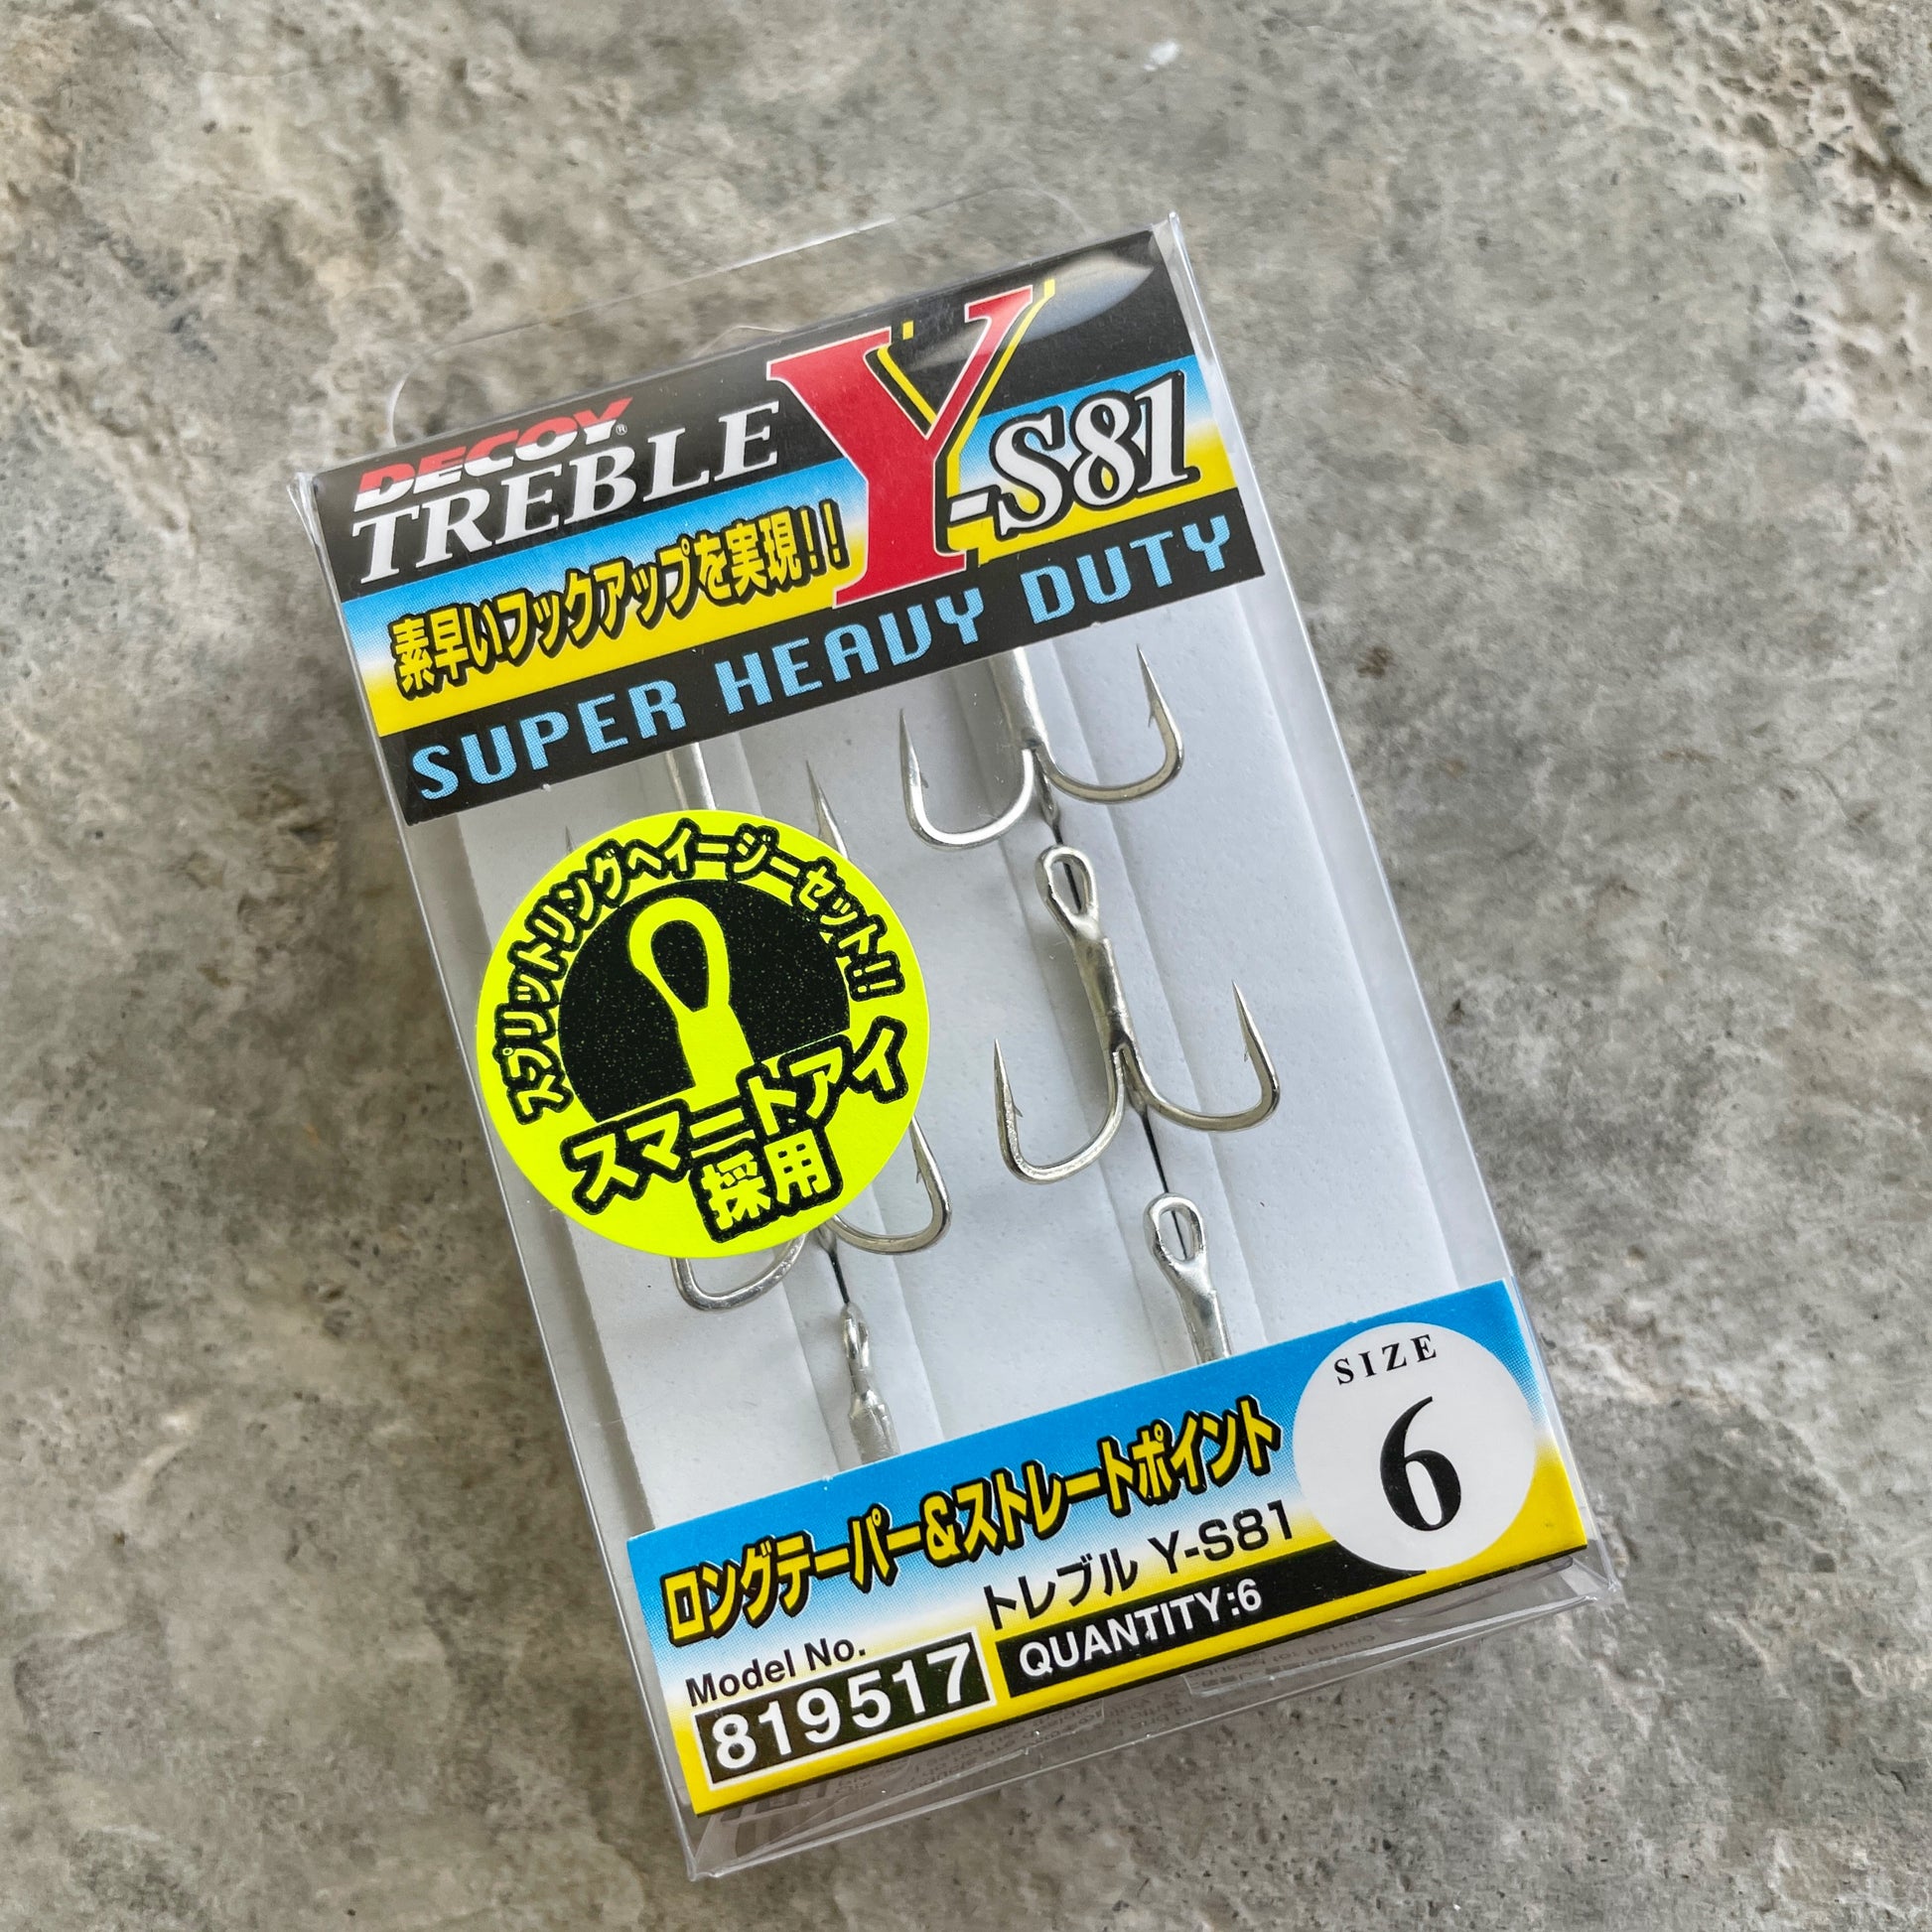 DECOY®
TREBLE Y-S81
素早いフックアップを実現!!
SUPER HEAVY DUTY
スプリットリングへイージーセット!!
スマートアイ
採用
SIZE
6
ロングテーパー&ストレートポイント
トレブル Y-S81
Model No.
819517
QUANTITY:6